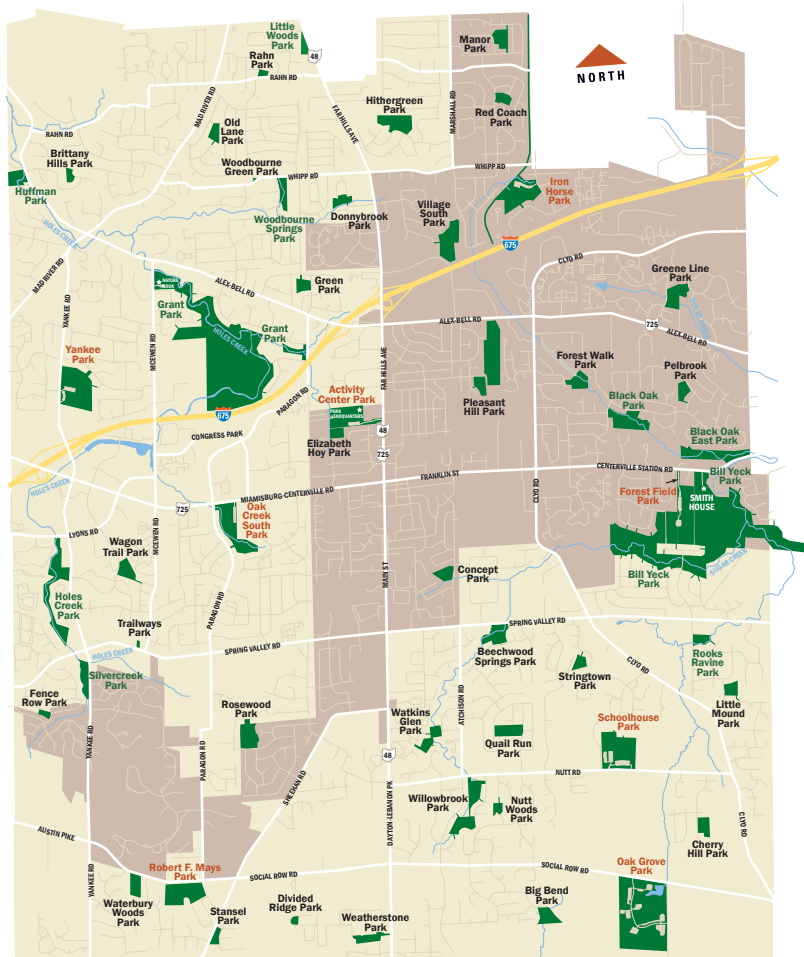 Little
Woods
Park
48
Rahn
Park
RAHN RD
Manor
Park
NORTH
MAD RIVER RD
FAR HILLS AVE
Hithergreen
Park
MARSHALL RD
Red Coach
Park
Old
Lane
Park
RAHN RD
Brittany
Hills Park
Woodbourne
Green Park
WHIPP RD
WHIPP RD
Huffman
Park
Iron
Horse
Park
Woodbourne
Springs
Park
Donnybrook
Park
Village
South
Park
HOLES CREEK
675
MAD RIVER RD
CLYO RD
Greene Line
Park
NATURE
NOOK
ALEX-BELL RD
Green
Park
YANKEE RD
Grant
Park
MCEWEN RD
HOLES CREEK
Grant
Park
ALEX-BELL RD
725
ALEX-BELL RD
Yankee
Park
FAR HILLS AVE
Forest Walk
Park
Pelbrook
Park
Pleasant
Hill Park
PARAGON RD
Activity
Center Park
PARK
HEADQUARTERS
Black Oak
Park
675
CONGRESS PARK
Elizabeth
Hoy Park
48
725
Black Oak
East Park
FRANKLIN ST
CENTERVILLE STATION RD
Bill Yeck
Park
HOLES CREEK
MIAMISBURG-CENTERVILLE RD
CLYO RD
Forest Field
Park
SMITH
HOUSE
725
Oak
Creek
South
Park
LYONS RD
MCEWEN RD
Wagon
Trail Park
SUGAR CREEK
Concept
Park
MAIN ST
Bill Yeck
Park
Holes
Creek
Park
PARAGON RD
Trailways
Park
SPRING VALLEY RD
HOLES CREEK
SPRING VALLEY RD
Beechwood
Springs Park
Rooks
Ravine
Park
CLYO RD
Silvercreek
Park
Stringtown
Park
Fence
Row Park
Rosewood
Park
Watkins
Glen
Park
ATCHISON RD
Little
Mound
Park
Schoolhouse
Park
YANKEE RD
PARAGON RD
48
Quail Run
Park
NUTT RD
SHEEHAN RD
DAYTON-LEBANON PK
Willowbrook
Park
Nutt
Woods
Park
CLYO RD
AUSTIN PIKE
Cherry
Hill Park
YANKEE RD
Robert F. Mays
Park
SOCIAL ROW RD
SOCIAL ROW RD
Oak Grove
Park
Waterbury
Woods
Park
Stansel
Park
Divided
Ridge Park
Weatherstone
Park
Big Bend
Park